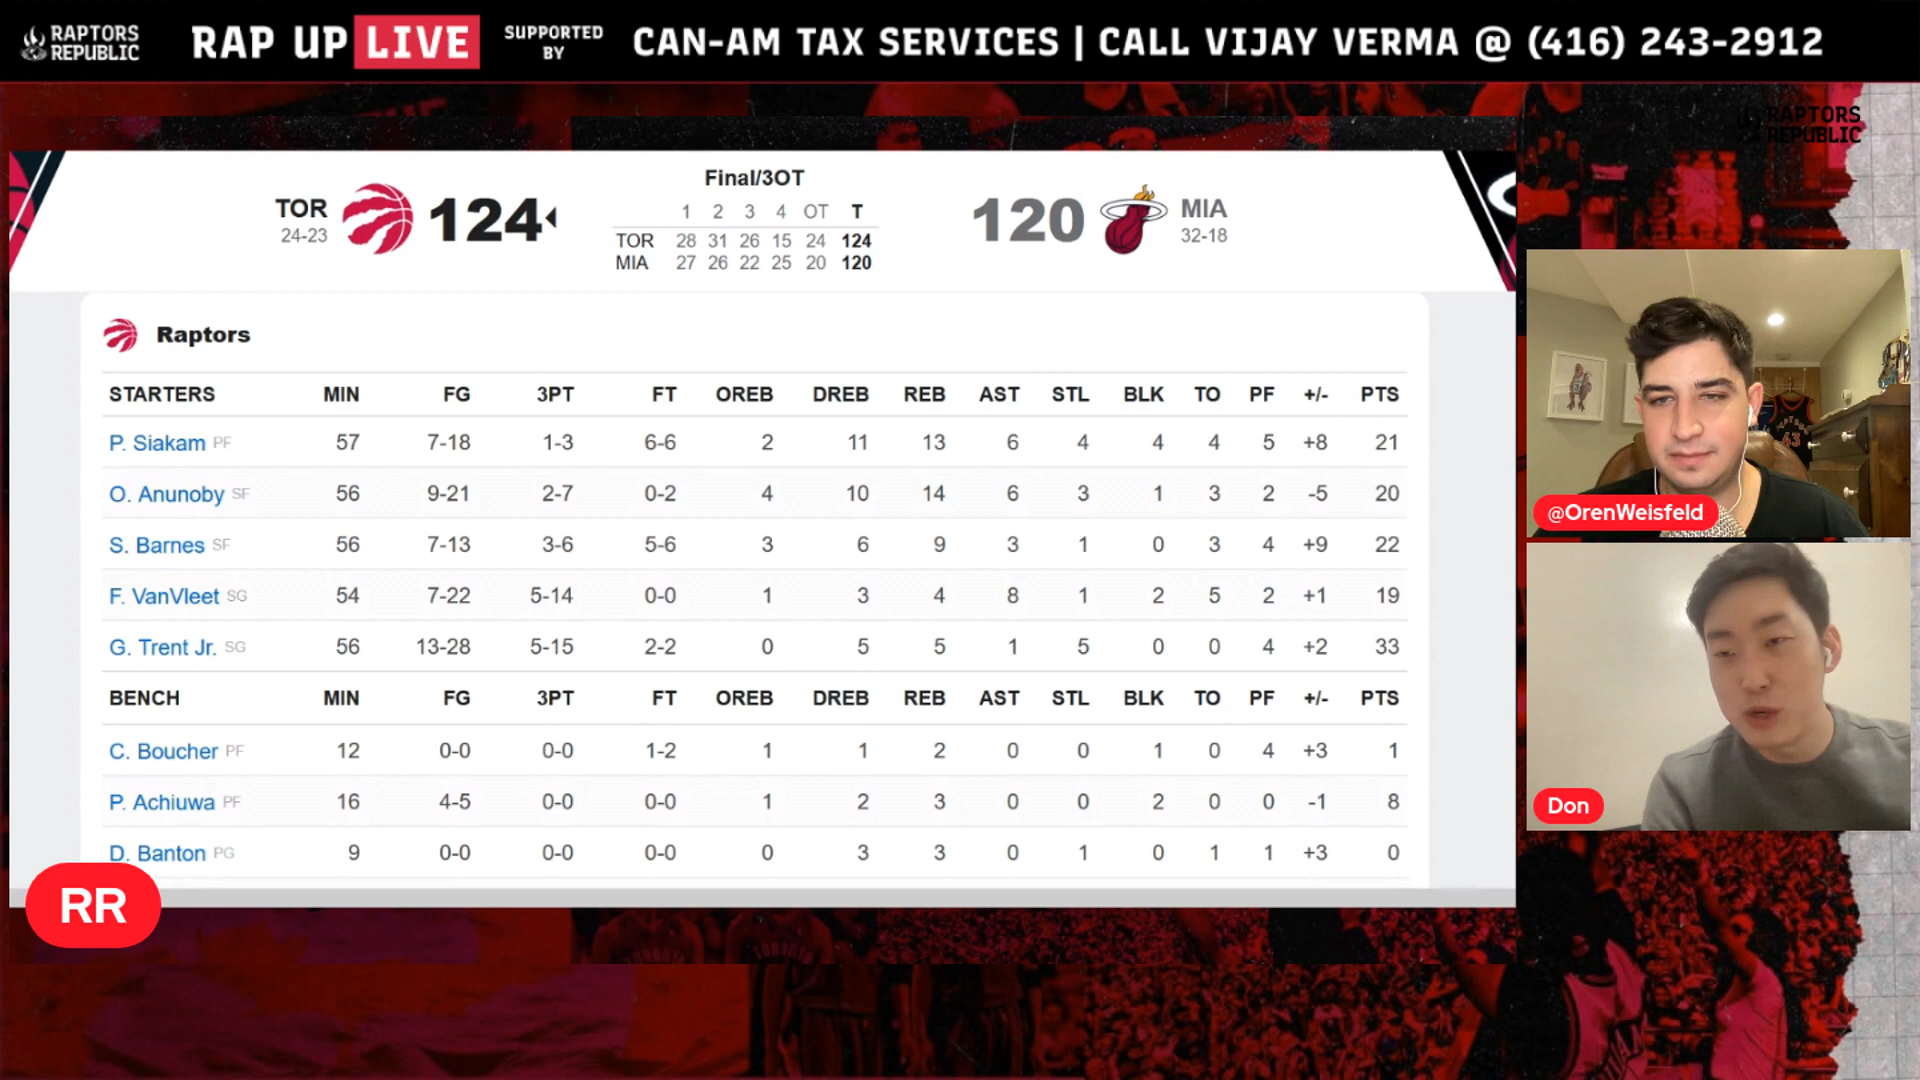 RAPTORS
REPUBLIC
RAP UP LIVE
SUPPORTED
BY
CAN-AM TAX SERVICES | CALL VIJAY VERMA @ (416) 243-2912
RAPTORS
REPUBLIC
Final/3OT
TOR
24-23
124
1 2 3 4 OT T
TOR 28 31 26 15 24 124
MIA 27 26 22 25 20 120
120
MIA
32-18
Raptors
STARTERS MIN FG 3PT FT OREB DREB REB AST STL BLK TO PF +/- PTS
P. Siakam PF 57 7-18 1-3 6-6 2 11 13 6 4 4 4 5 +8 21
O. Anunoby SF 56 9-21 2-7 0-2 4 10 14 6 3 1 3 2 -5 20
S. Barnes SF 56 7-13 3-6 5-6 3 6 9 3 1 0 3 4 +9 22
F. VanVleet SG 54 7-22 5-14 0-0 1 3 4 8 1 2 5 2 +1 19
G. Trent Jr. SG 56 13-28 5-15 2-2 0 5 5 1 5 0 0 4 +2 33
BENCH MIN FG 3PT FT OREB DREB REB AST STL BLK TO PF +/- PTS
C. Boucher PF 12 0-0 0-0 1-2 1 1 2 0 0 1 0 4 +3 1
P. Achiuwa PF 16 4-5 0-0 0-0 1 2 3 0 0 2 0 0 -1 8
D. Banton PG 9 0-0 0-0 0-0 0 3 3 0 1 0 1 1 +3 0
RR
43
@OrenWeisfeld
Don